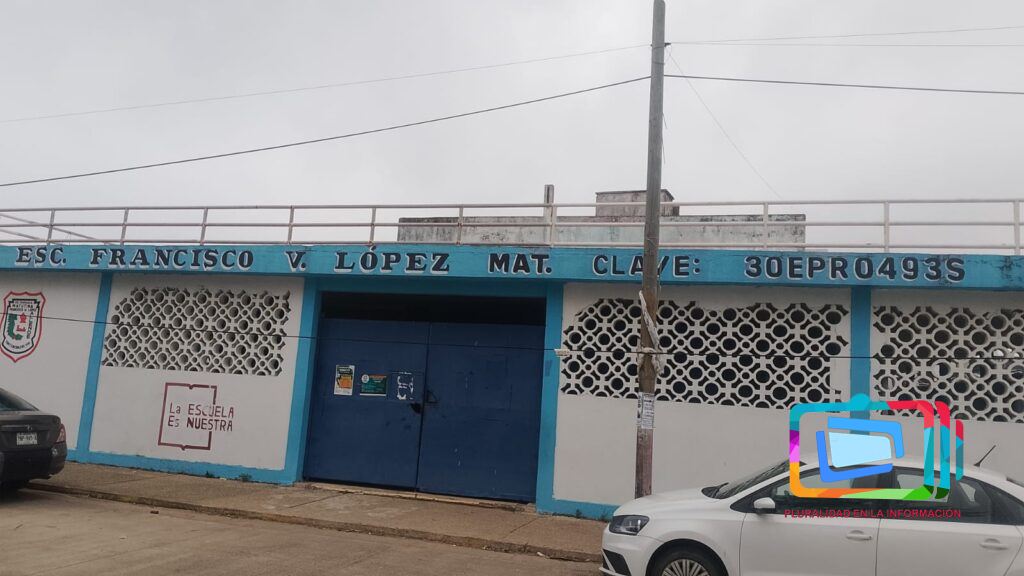 ESC. FRANCISCO V. LÓPEZ MAT. CLAVE: 30EPR0493S
La ESCUELA
Es NUESTRA
PLURALIDAD EN LA INFORMACIÓN